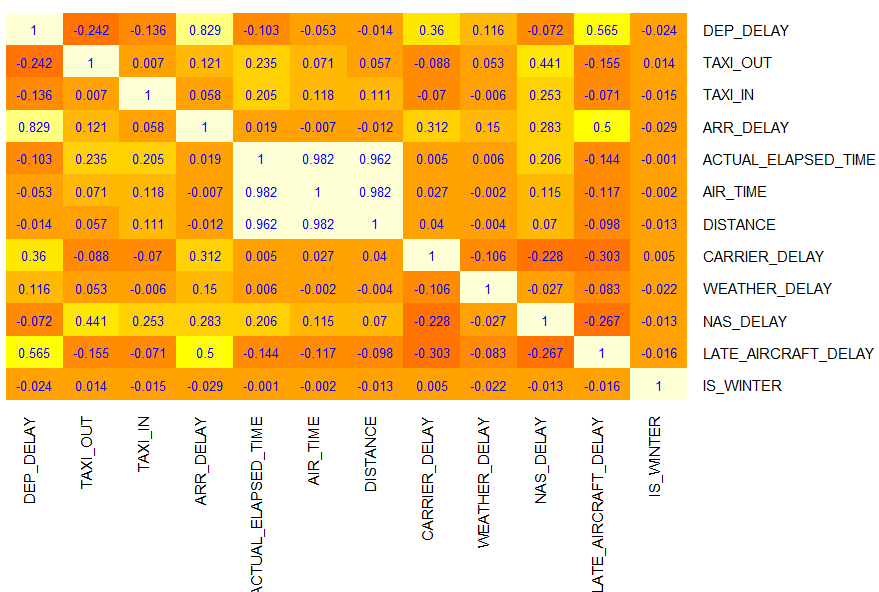 1 -0.242 -0.136 0.829 -0.103 -0.053 -0.014 0.36 0.116 -0.072 0.565 -0.024 DEP_DELAY
-0.242 1 0.007 0.121 0.235 0.071 0.057 -0.088 0.053 0.441 -0.155 0.014 TAXI_OUT
-0.136 0.007 1 0.058 0.205 0.118 0.111 -0.07 -0.006 0.253 -0.071 -0.015 TAXI_IN
0.829 0.121 0.058 1 0.019 -0.007 -0.012 0.312 0.15 0.283 0.5 -0.029 ARR_DELAY
-0.103 0.235 0.205 0.019 1 0.982 0.962 0.005 0.006 0.206 -0.144 -0.001 ACTUAL_ELAPSED_TIME
-0.053 0.071 0.118 -0.007 0.982 1 0.982 0.027 -0.002 0.115 -0.117 -0.002 AIR_TIME
-0.014 0.057 0.111 -0.012 0.962 0.982 1 0.04 -0.004 0.07 -0.098 -0.013 DISTANCE
0.36 -0.088 -0.07 0.312 0.005 0.027 0.04 1 -0.106 -0.228 -0.303 0.005 CARRIER_DELAY
0.116 0.053 -0.006 0.15 0.006 -0.002 -0.004 -0.106 1 -0.027 -0.083 -0.022 WEATHER_DELAY
-0.072 0.441 0.253 0.283 0.206 0.115 0.07 -0.228 -0.027 1 -0.267 -0.013 NAS_DELAY
0.565 -0.155 -0.071 0.5 -0.144 -0.117 -0.098 -0.303 -0.083 -0.267 1 -0.016 LATE_AIRCRAFT_DELAY
-0.024 0.014 -0.015 -0.029 -0.001 -0.002 -0.013 0.005 -0.022 -0.013 -0.016 1 IS_WINTER
DEP_DELAY
TAXI_OUT
TAXI_IN
ARR_DELAY
ACTUAL_ELAPSED_TIME
AIR_TIME
DISTANCE
CARRIER_DELAY
WEATHER_DELAY
NAS_DELAY
LATE_AIRCRAFT_DELAY
IS_WINTER